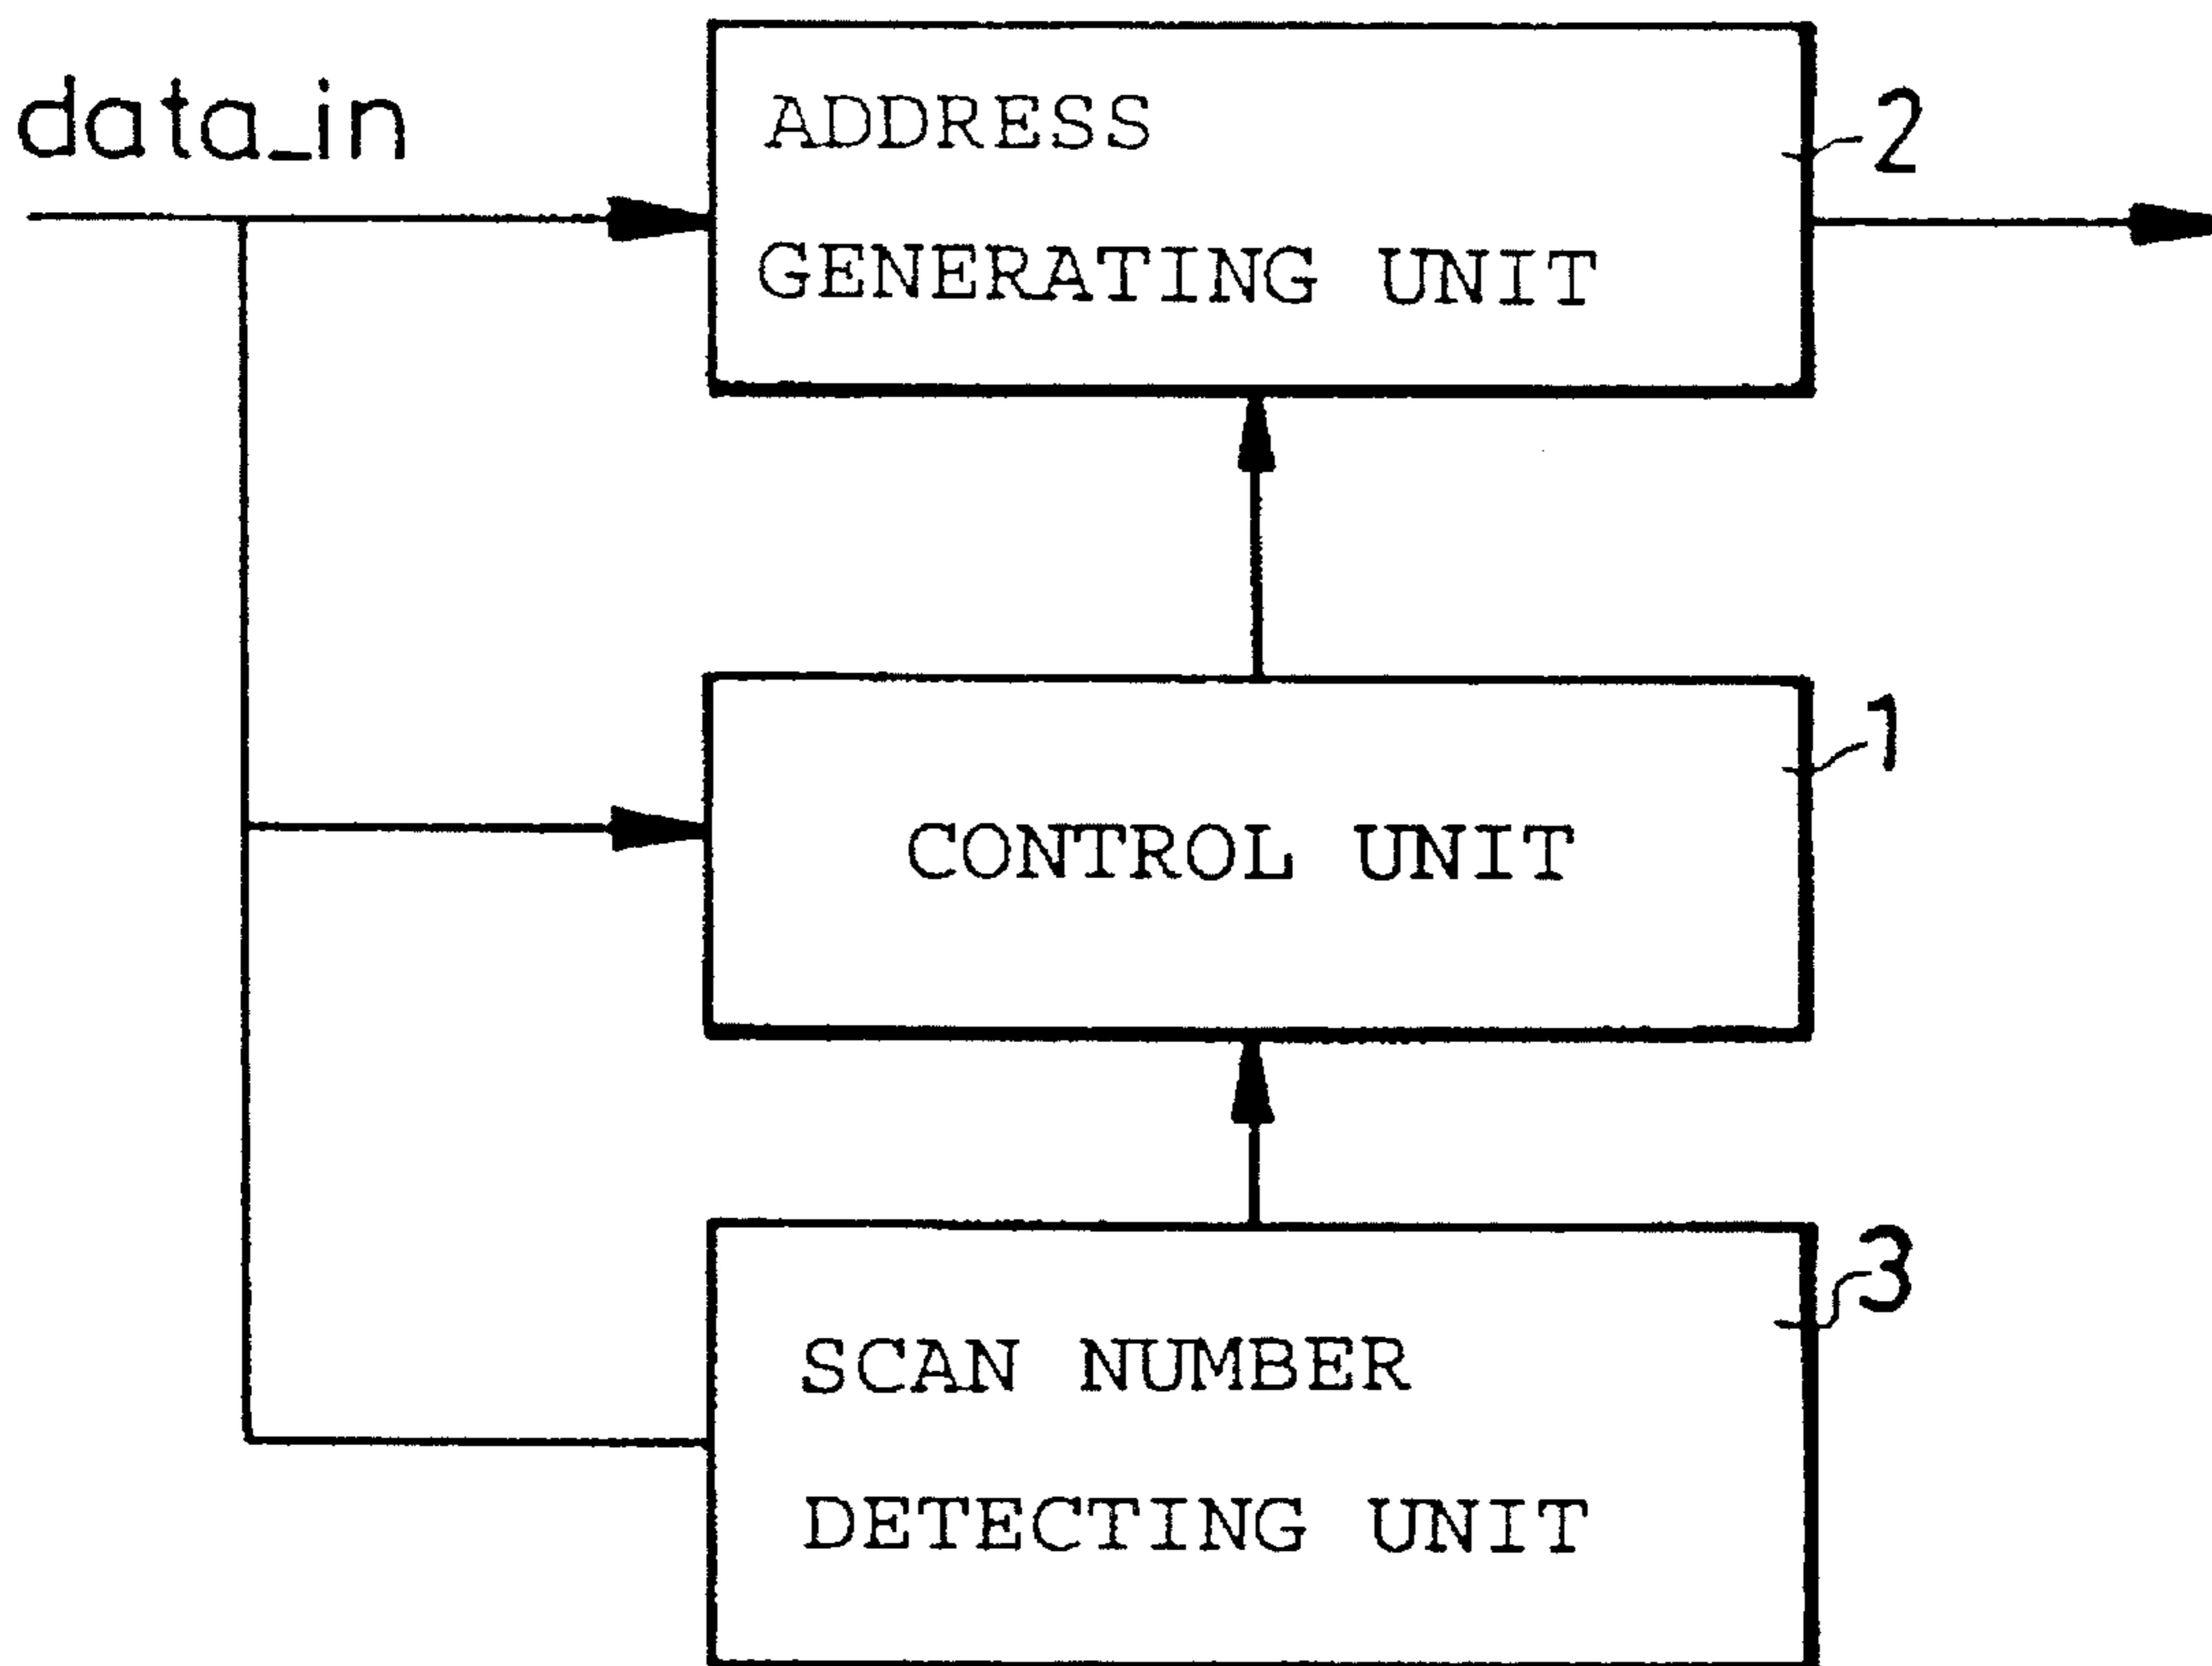 data_in
ADDRESS
GENERATING UNIT
2
CONTROL UNIT
1
SCAN NUMBER
DETECTING UNIT
3